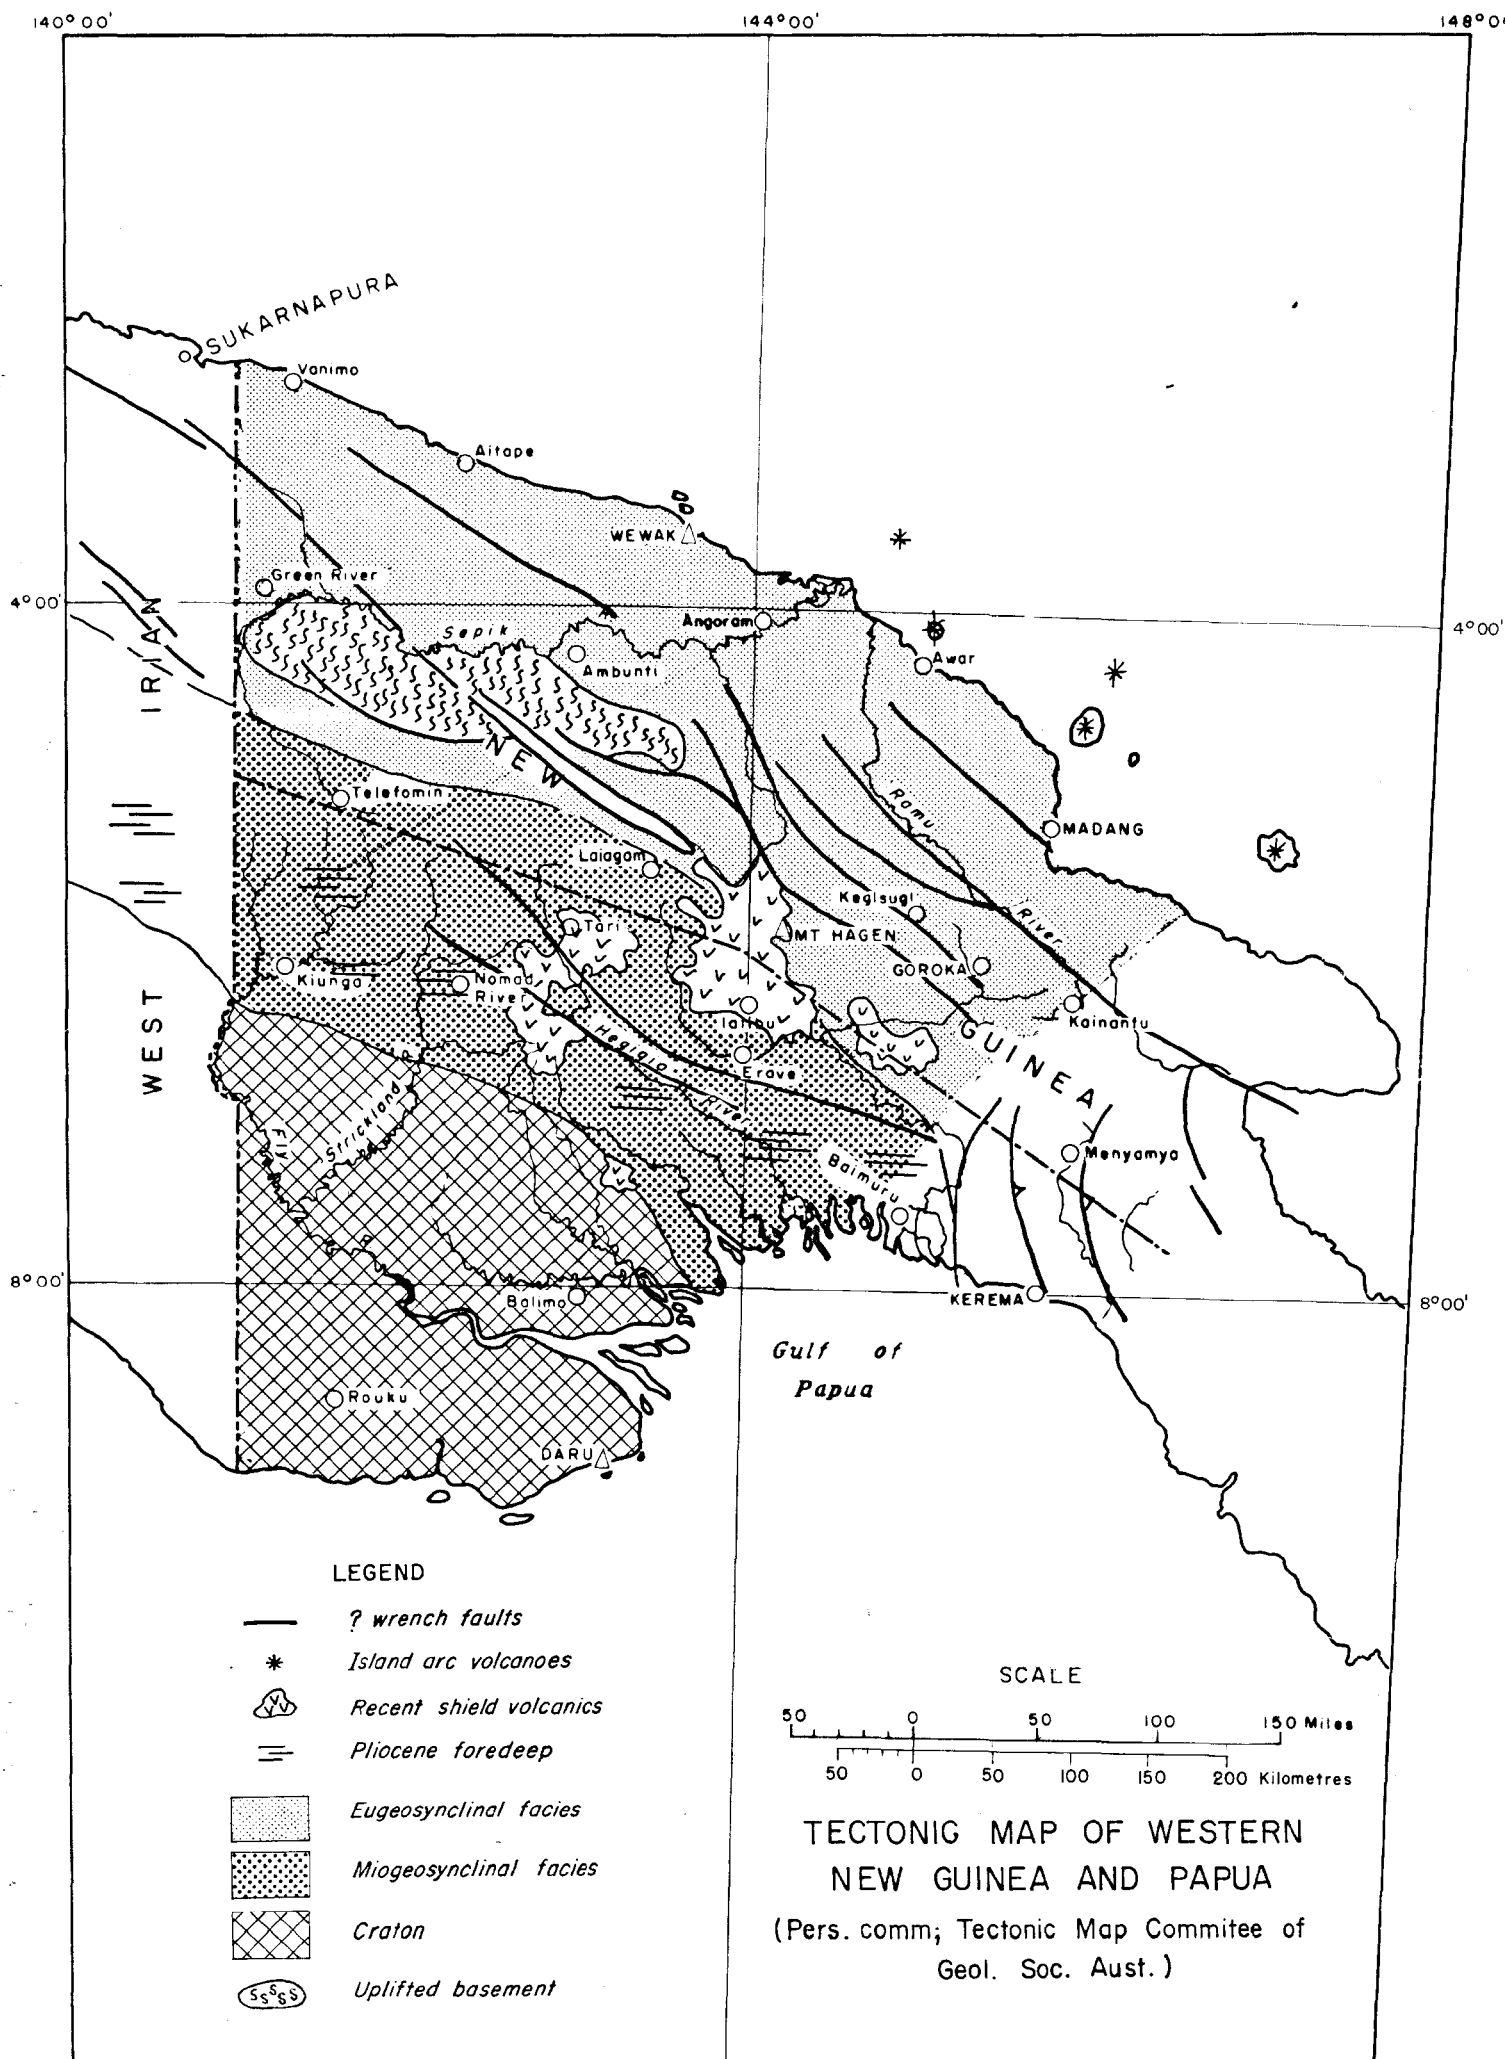 140° 00'
144° 00'
148° 0
SUKARNAPURA
Vanimo
Aitape
WEWAK
Green River
4° 00'
4° 00'
Angoram
Sepik
Ambunti
Awar
WEST IRIAN
NEW GUINEA
Telefomin
Ramu River
MADANG
Laiagam
Kegisugl
Tari
MT HAGEN
GOROKA
Kiunga
Nomad
River
Ialibu
Kainantu
Hegigio River
Erave
Strickland
Fly
Menyamya
Baimuru
8° 00'
8° 00'
Balimo
KEREMA
Gulf of
Papua
Rouku
DARU
LEGEND
? wrench faults
Island arc volcanoes
Recent shield volcanics
Pliocene foredeep
Eugeosynclinal facies
Miogeosynclinal facies
Craton
Uplifted basement
SCALE
50 0 50 100 150 Miles
50 0 50 100 150 200 Kilometres
TECTONIC MAP OF WESTERN
NEW GUINEA AND PAPUA
(Pers. comm; Tectonic Map Commitee of
Geol. Soc. Aust.)